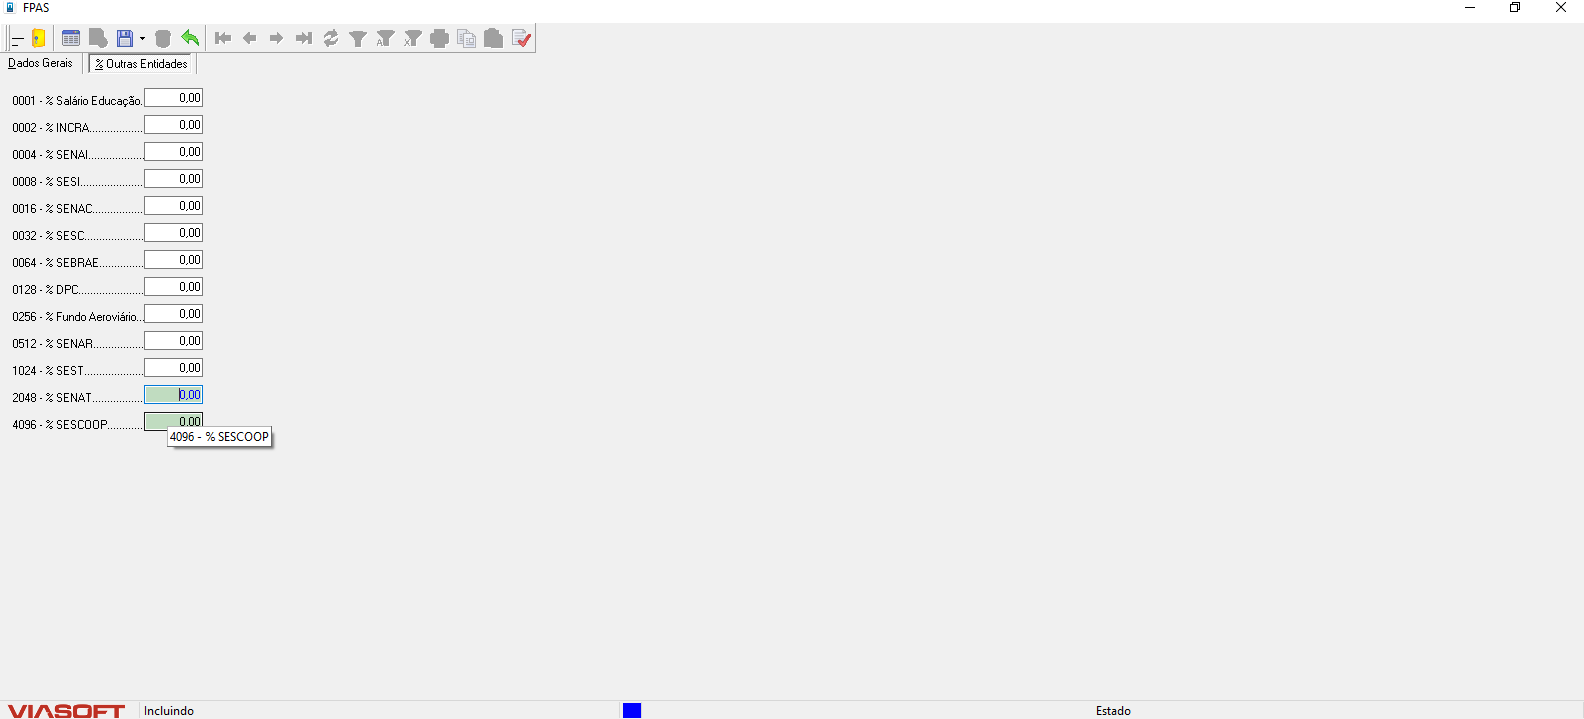 FPAS
Dados Gerais
% Outras Entidades
0001 - % Salário Educação. 0,00
0002 - % INCRA.................. 0,00
0004 - % SENAI................... 0,00
0008 - % SESI..................... 0,00
0016 - % SENAC................. 0,00
0032 - % SESC.................... 0,00
0064 - % SEBRAE............... 0,00
0128 - % DPC...................... 0,00
0256 - % Fundo Aeroviário... 0,00
0512 - % SENAR................. 0,00
1024 - % SEST.................... 0,00
2048 - % SENAT................. 0,00
4096 - % SESCOOP............ 0,00
4096 - % SESCOOP
VIASOFT Incluindo Estado